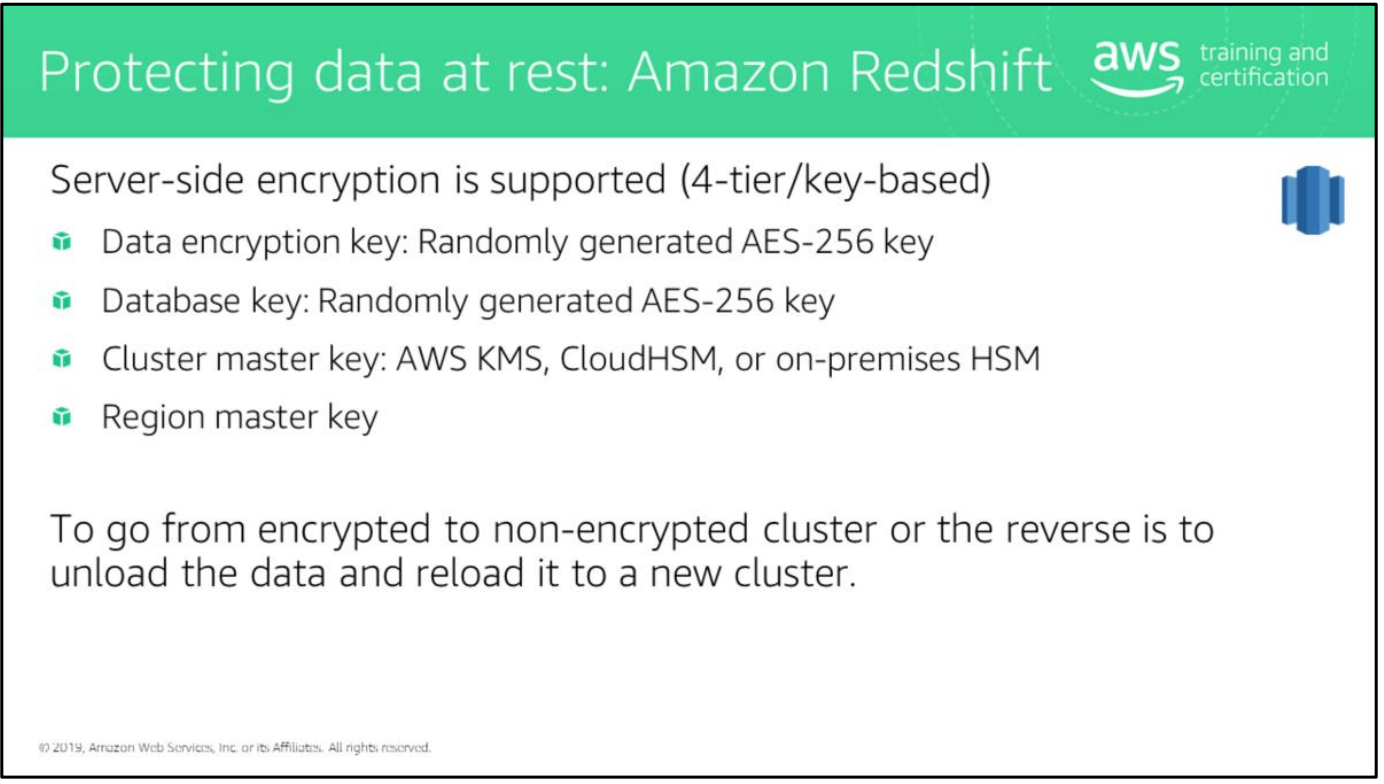 Protecting data at rest: Amazon Redshift
aws training and
certification
Server-side encryption is supported (4-tier/key-based)
Data encryption key: Randomly generated AES-256 key
Database key: Randomly generated AES-256 key
Cluster master key: AWS KMS, CloudHSM, or on-premises HSM
Region master key
To go from encrypted to non-encrypted cluster or the reverse is to
unload the data and reload it to a new cluster.
© 2019, Amazon Web Services, Inc. or its Affiliates. All rights reserved.